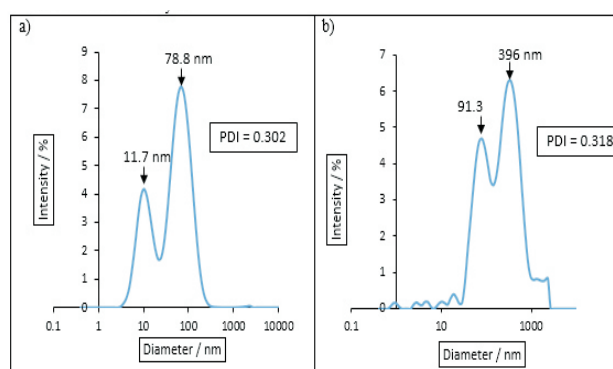 a)
78.8 nm
11.7 nm
PDI = 0.302
Intensity / %
9
8
7
6
5
4
3
2
1
0
0.1 1 10 100 1000 10000
Diameter / nm
b)
396 nm
91.3
PDI = 0.318
Intensity / %
7
6
5
4
3
2
1
0
0.1 10 1000
Diameter / nm